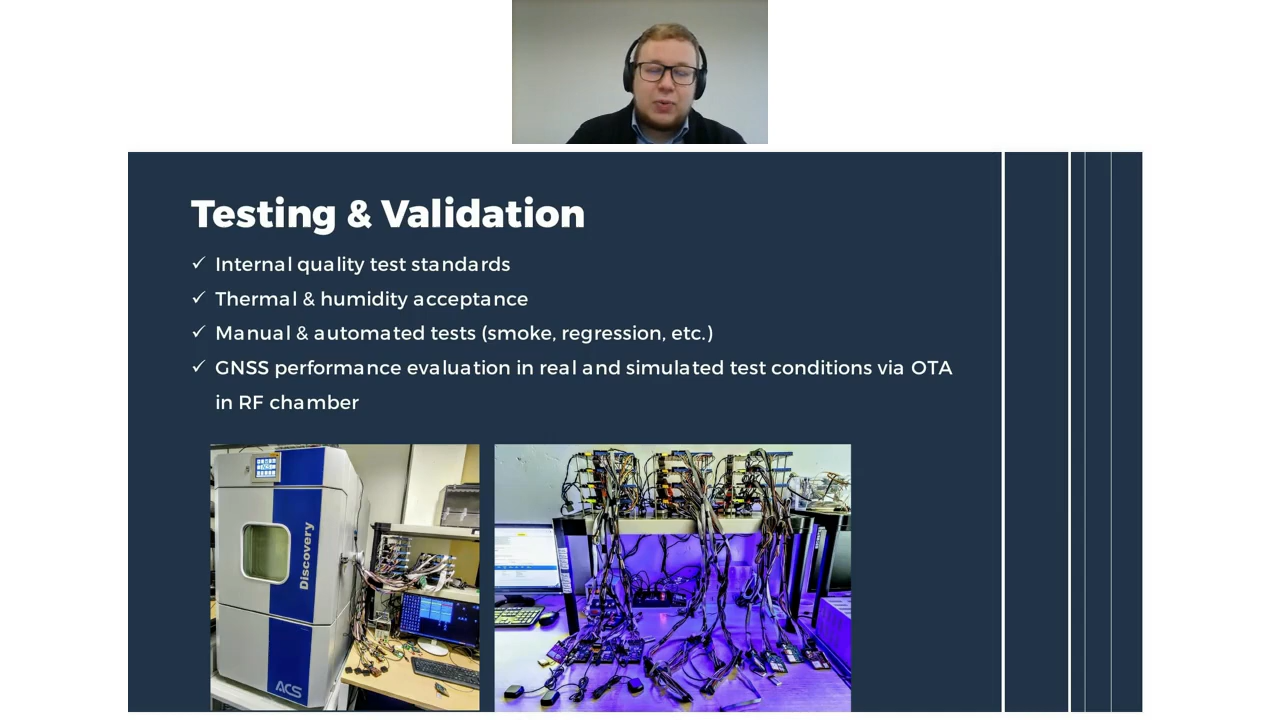 Testing & Validation
✓ Internal quality test standards
✓ Thermal & humidity acceptance
✓ Manual & automated tests (smoke, regression, etc.)
✓ GNSS performance evaluation in real and simulated test conditions via OTA
in RF chamber
Discovery
ACS